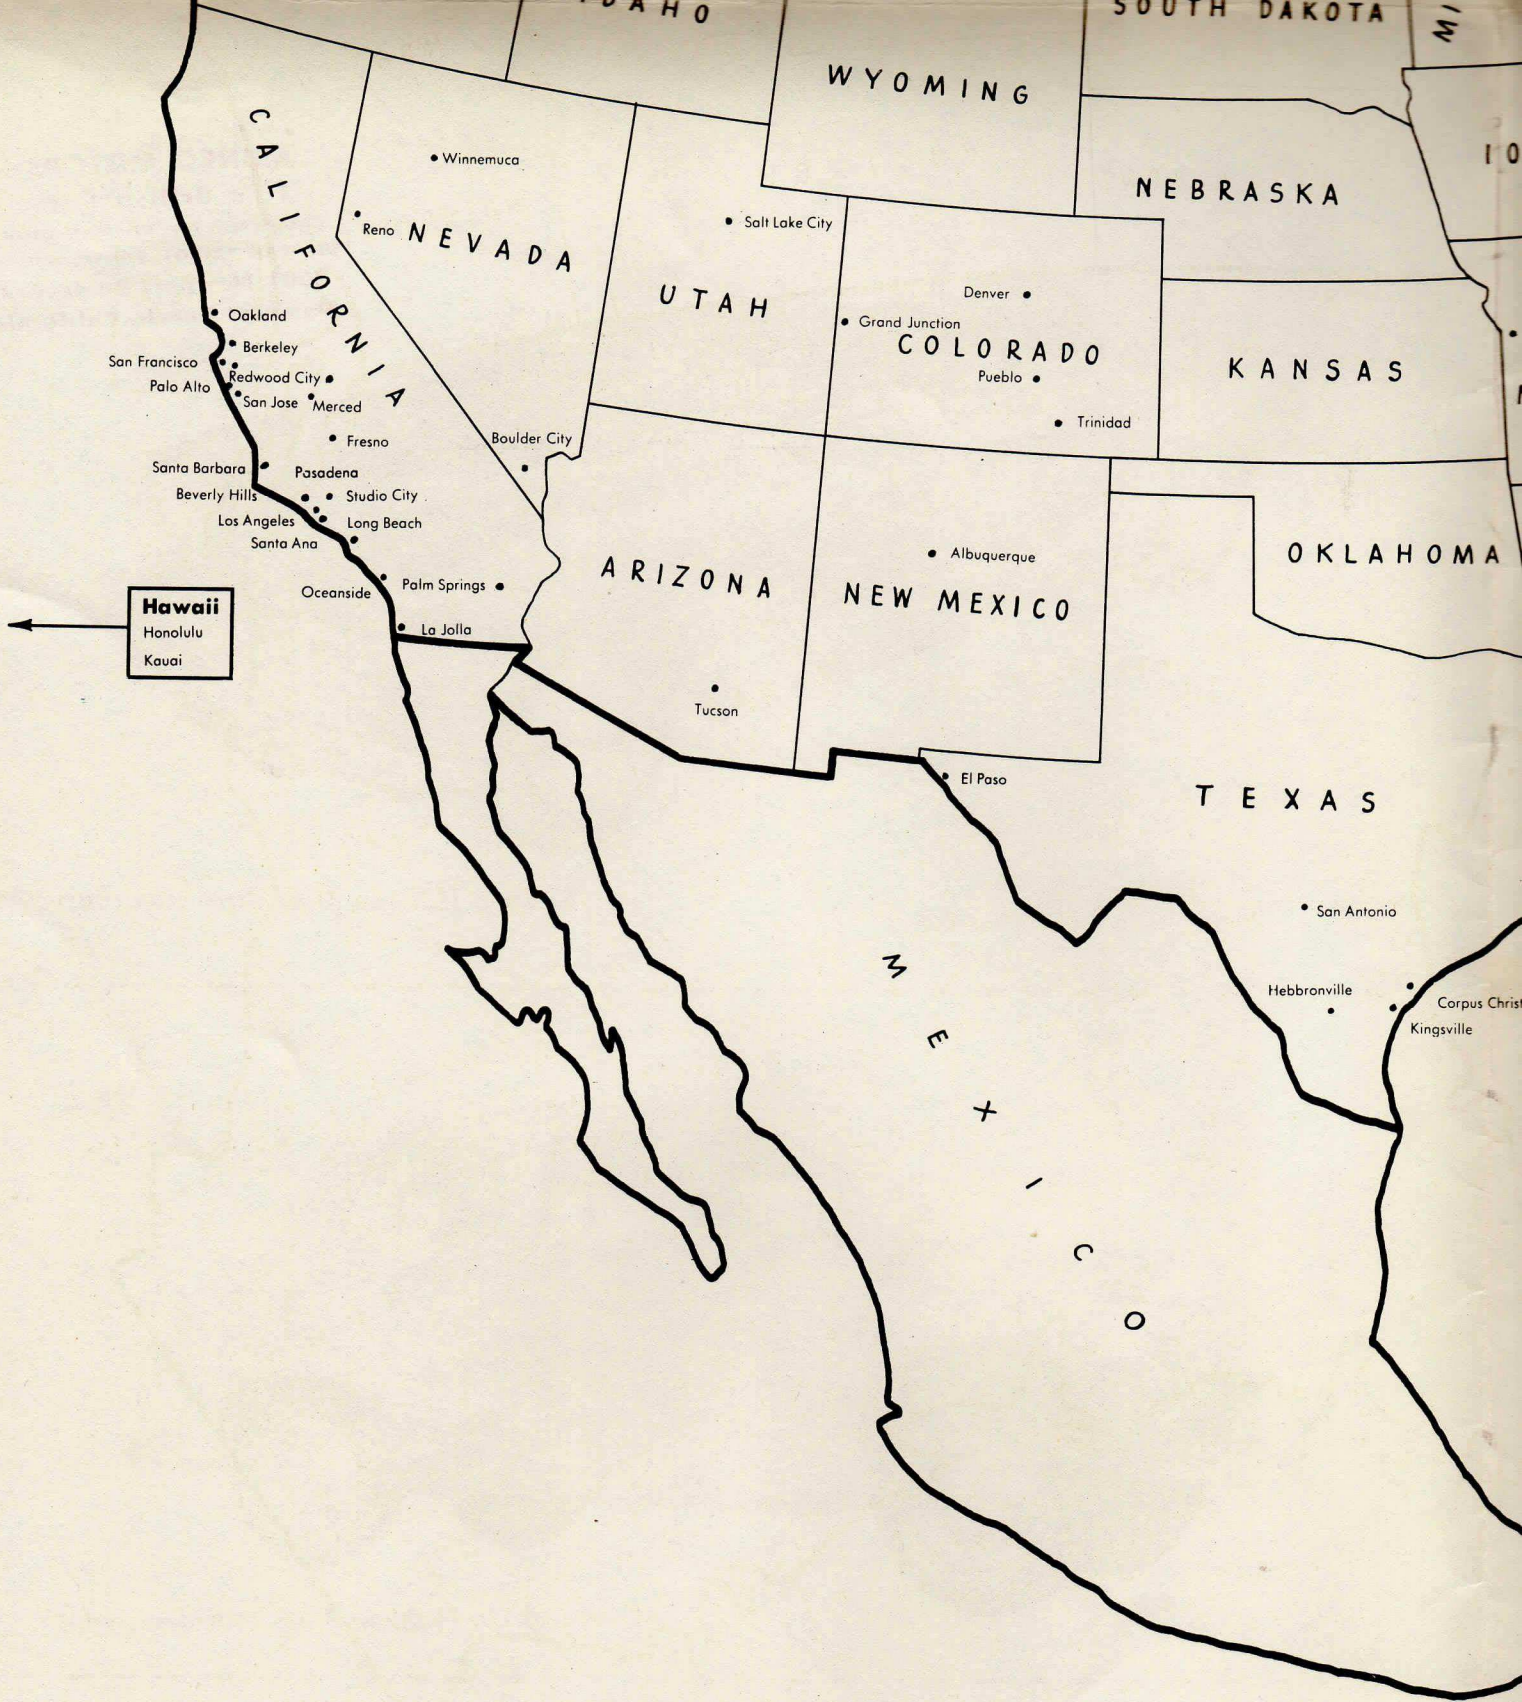 IDAHO
SOUTH DAKOTA
WYOMING
CALIFORNIA
Winnemuca
NEBRASKA
Reno
NEVADA
Salt Lake City
UTAH
Denver
Grand Junction
COLORADO
Pueblo
KANSAS
Trinidad
Oakland
Berkeley
San Francisco
Redwood City
Palo Alto
San Jose
Merced
Fresno
Boulder City
Santa Barbara
Pasadena
Beverly Hills
Studio City
Los Angeles
Long Beach
Santa Ana
Oceanside
Palm Springs
La Jolla
ARIZONA
Albuquerque
NEW MEXICO
OKLAHOMA
Hawaii
Honolulu
Kauai
Tucson
El Paso
TEXAS
San Antonio
Hebbronville
Corpus Christ
Kingsville
MEXICO